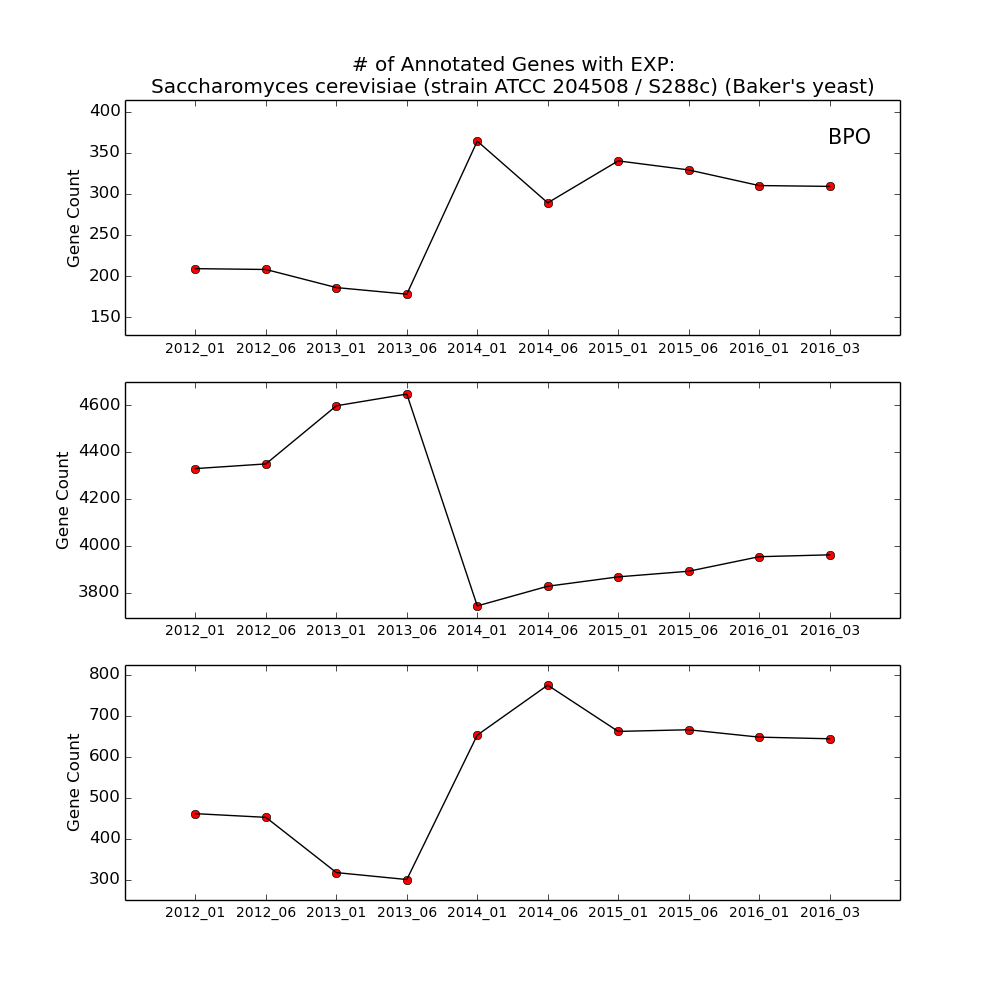 # of Annotated Genes with EXP:
Saccharomyces cerevisiae (strain ATCC 204508 / S288c) (Baker's yeast)
BPO
Gene Count
400
350
300
250
200
150
2012_01 2012_06 2013_01 2013_06 2014_01 2014_06 2015_01 2015_06 2016_01 2016_03
Gene Count
4600
4400
4200
4000
3800
2012_01 2012_06 2013_01 2013_06 2014_01 2014_06 2015_01 2015_06 2016_01 2016_03
Gene Count
800
700
600
500
400
300
2012_01 2012_06 2013_01 2013_06 2014_01 2014_06 2015_01 2015_06 2016_01 2016_03